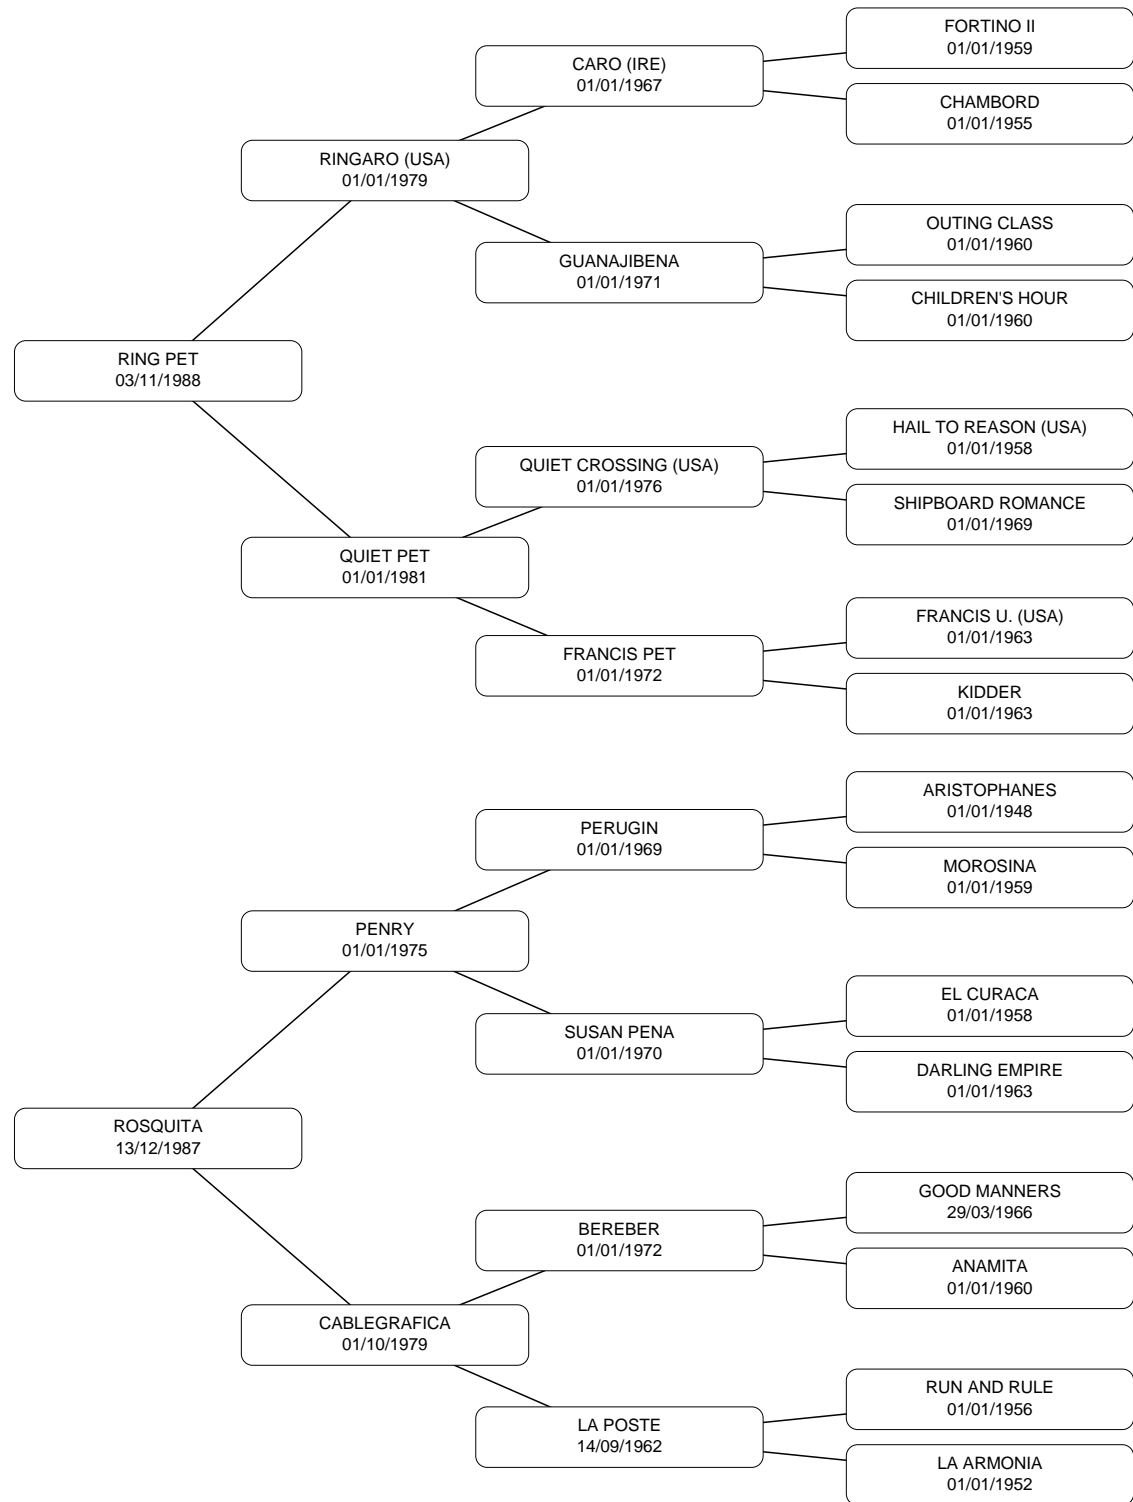 FORTINO II
01/01/1959
CARO (IRE)
01/01/1967
CHAMBORD
01/01/1955
RINGARO (USA)
01/01/1979
OUTING CLASS
01/01/1960
GUANAJIBENA
01/01/1971
CHILDREN'S HOUR
01/01/1960
RING PET
03/11/1988
HAIL TO REASON (USA)
01/01/1958
QUIET CROSSING (USA)
01/01/1976
SHIPBOARD ROMANCE
01/01/1969
QUIET PET
01/01/1981
FRANCIS U. (USA)
01/01/1963
FRANCIS PET
01/01/1972
KIDDER
01/01/1963
ARISTOPHANES
01/01/1948
PERUGIN
01/01/1969
MOROSINA
01/01/1959
PENRY
01/01/1975
EL CURACA
01/01/1958
SUSAN PENA
01/01/1970
DARLING EMPIRE
01/01/1963
ROSQUITA
13/12/1987
GOOD MANNERS
29/03/1966
BEREBER
01/01/1972
ANAMITA
01/01/1960
CABLEGRAFICA
01/10/1979
RUN AND RULE
01/01/1956
LA POSTE
14/09/1962
LA ARMONIA
01/01/1952